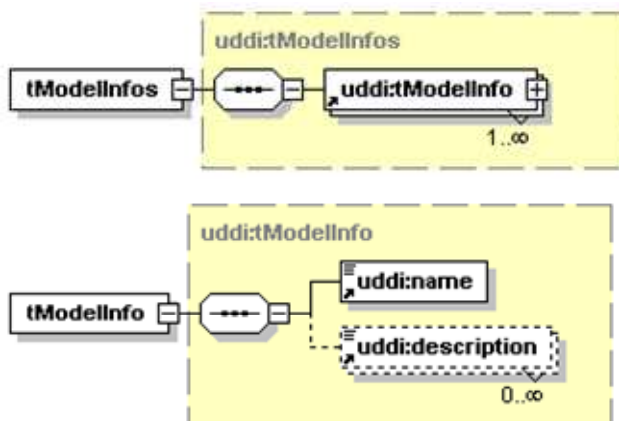 uddi:tModelInfos
tModelInfos
uddi:tModelInfo
1..∞
uddi:tModelInfo
uddi:name
tModelInfo
uddi:description
0..∞